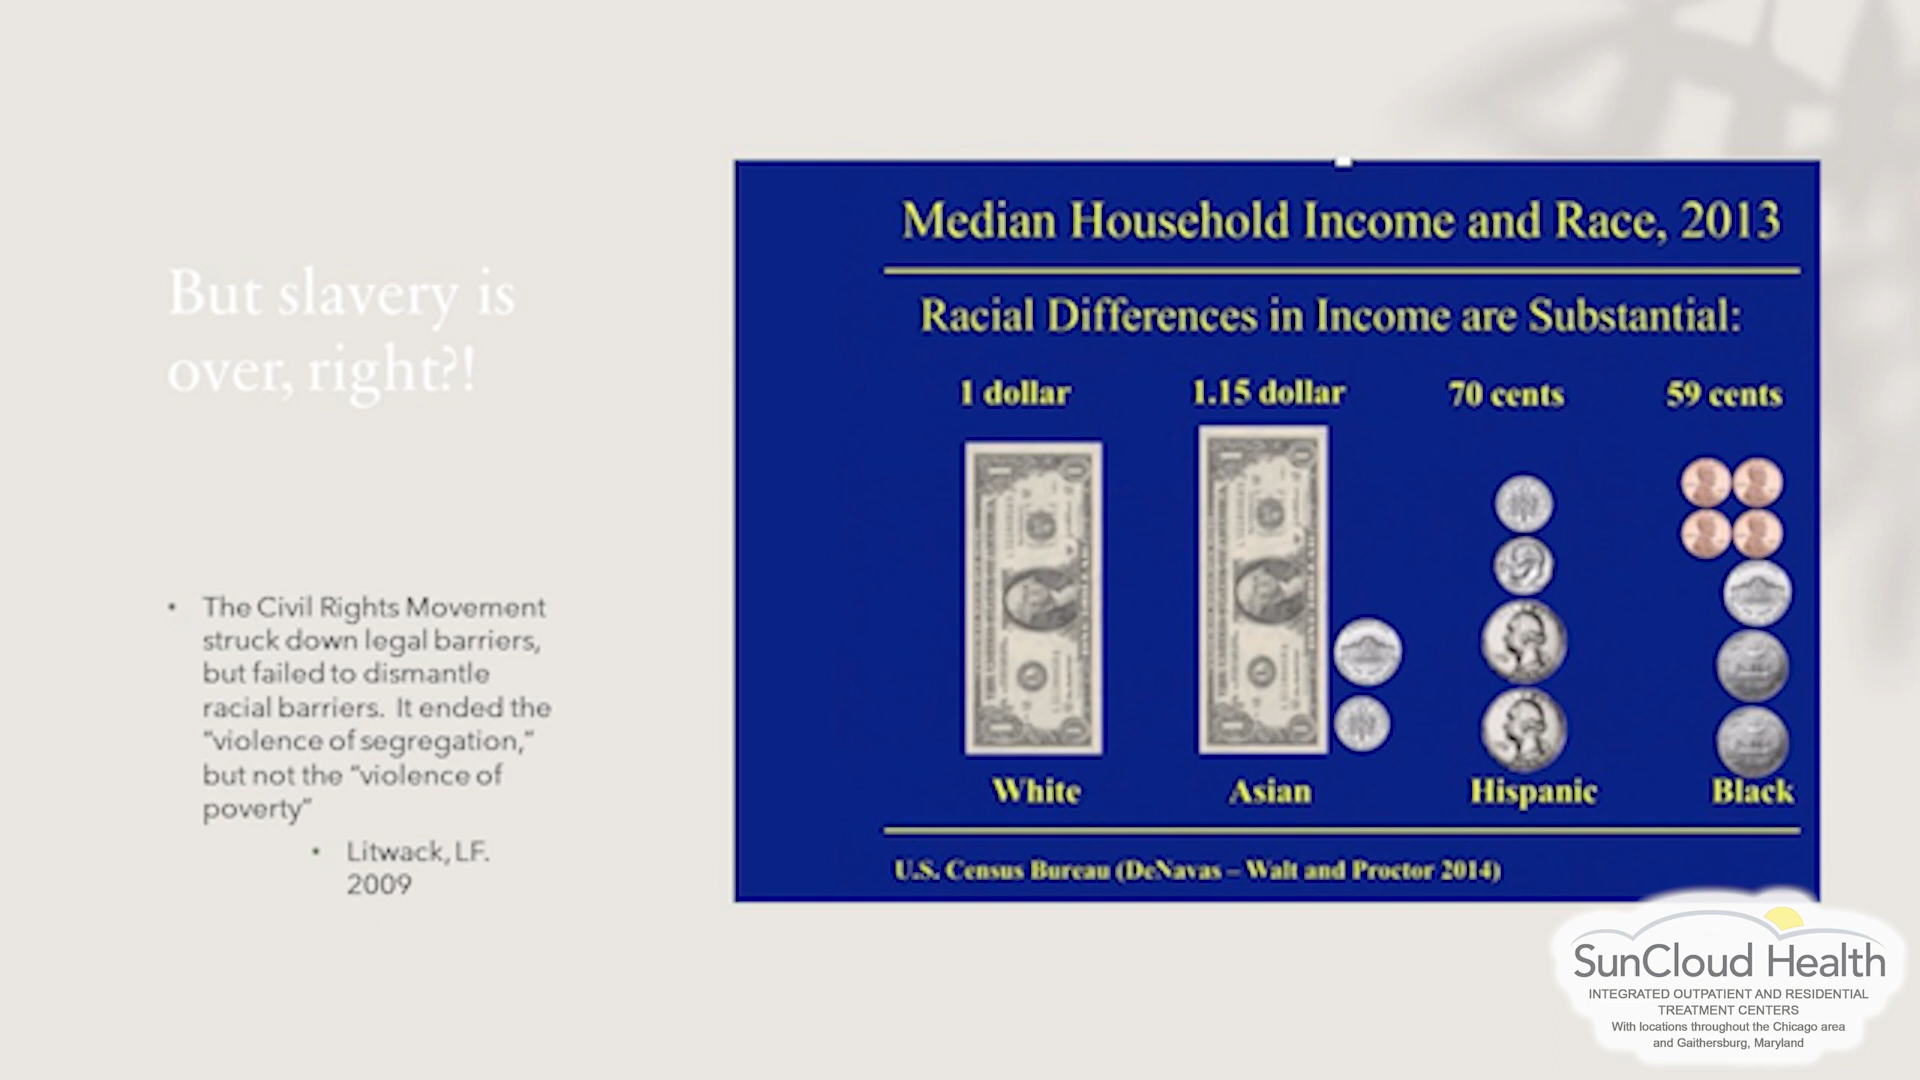 But slavery is
over, right?!
• The Civil Rights Movement
struck down legal barriers,
but failed to dismantle
racial barriers. It ended the
“violence of segregation,”
but not the “violence of
poverty”
• Litwack, LF.
2009
Median Household Income and Race, 2013
Racial Differences in Income are Substantial:
1 dollar 1.15 dollar 70 cents 59 cents
White Asian Hispanic Black
U.S. Census Bureau (DeNavas – Walt and Proctor 2014)
SunCloud Health
INTEGRATED OUTPATIENT AND RESIDENTIAL
TREATMENT CENTERS
With locations throughout the Chicago area
and Gaithersburg, Maryland